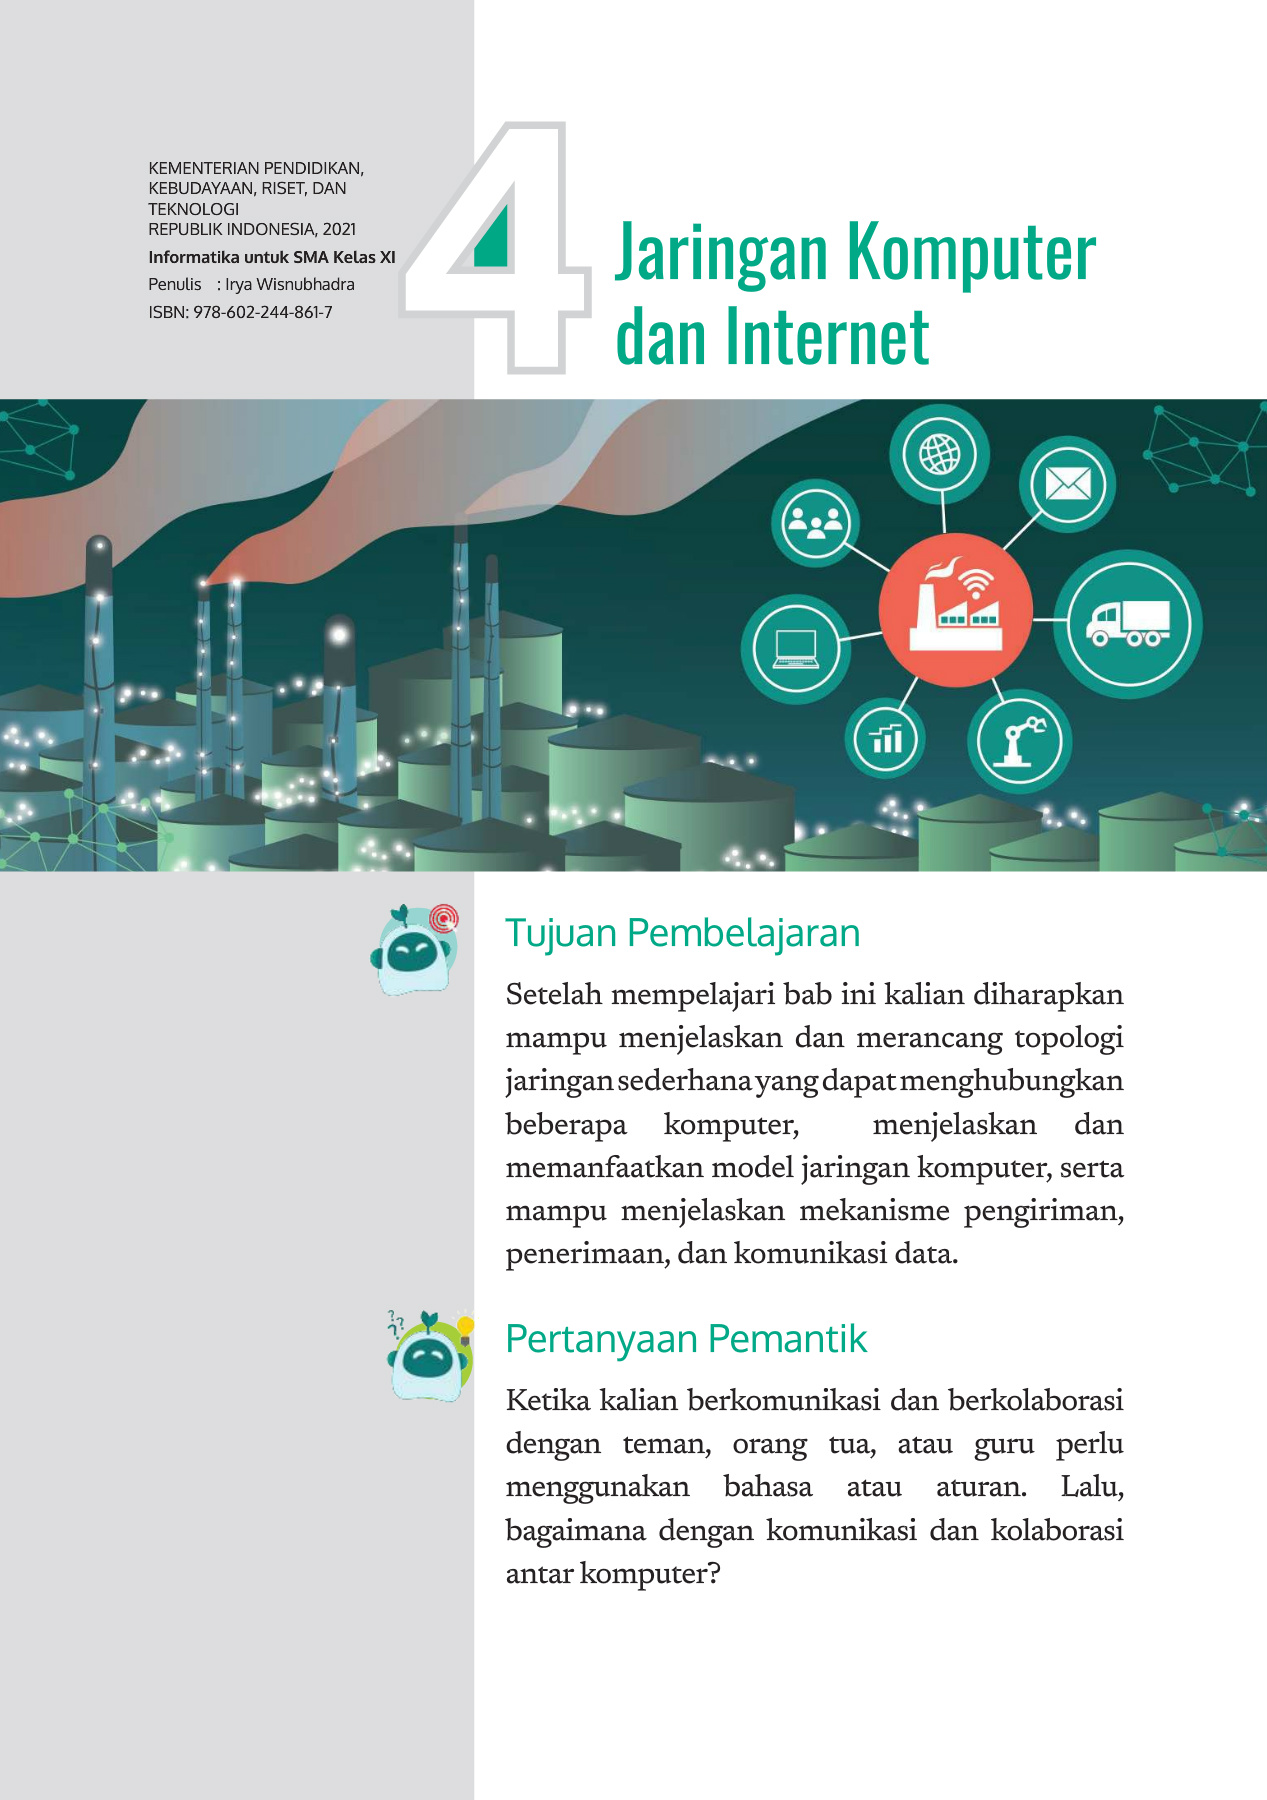 KEMENTERIAN PENDIDIKAN,
KEBUDAYAAN, RISET, DAN
TEKNOLOGI
REPUBLIK INDONESIA, 2021
Informatika untuk SMA Kelas XI
Penulis : Irya Wisnubhadra
ISBN: 978-602-244-861-7
4
Jaringan Komputer
dan Internet
Tujuan Pembelajaran
Setelah mempelajari bab ini kalian diharapkan
mampu menjelaskan dan merancang topologi
jaringan sederhana yang dapat menghubungkan
beberapa komputer, menjelaskan dan
memanfaatkan model jaringan komputer, serta
mampu menjelaskan mekanisme pengiriman,
penerimaan, dan komunikasi data.
???
Pertanyaan Pemantik
Ketika kalian berkomunikasi dan berkolaborasi
dengan teman, orang tua, atau guru perlu
menggunakan bahasa atau aturan. Lalu,
bagaimana dengan komunikasi dan kolaborasi
antar komputer?